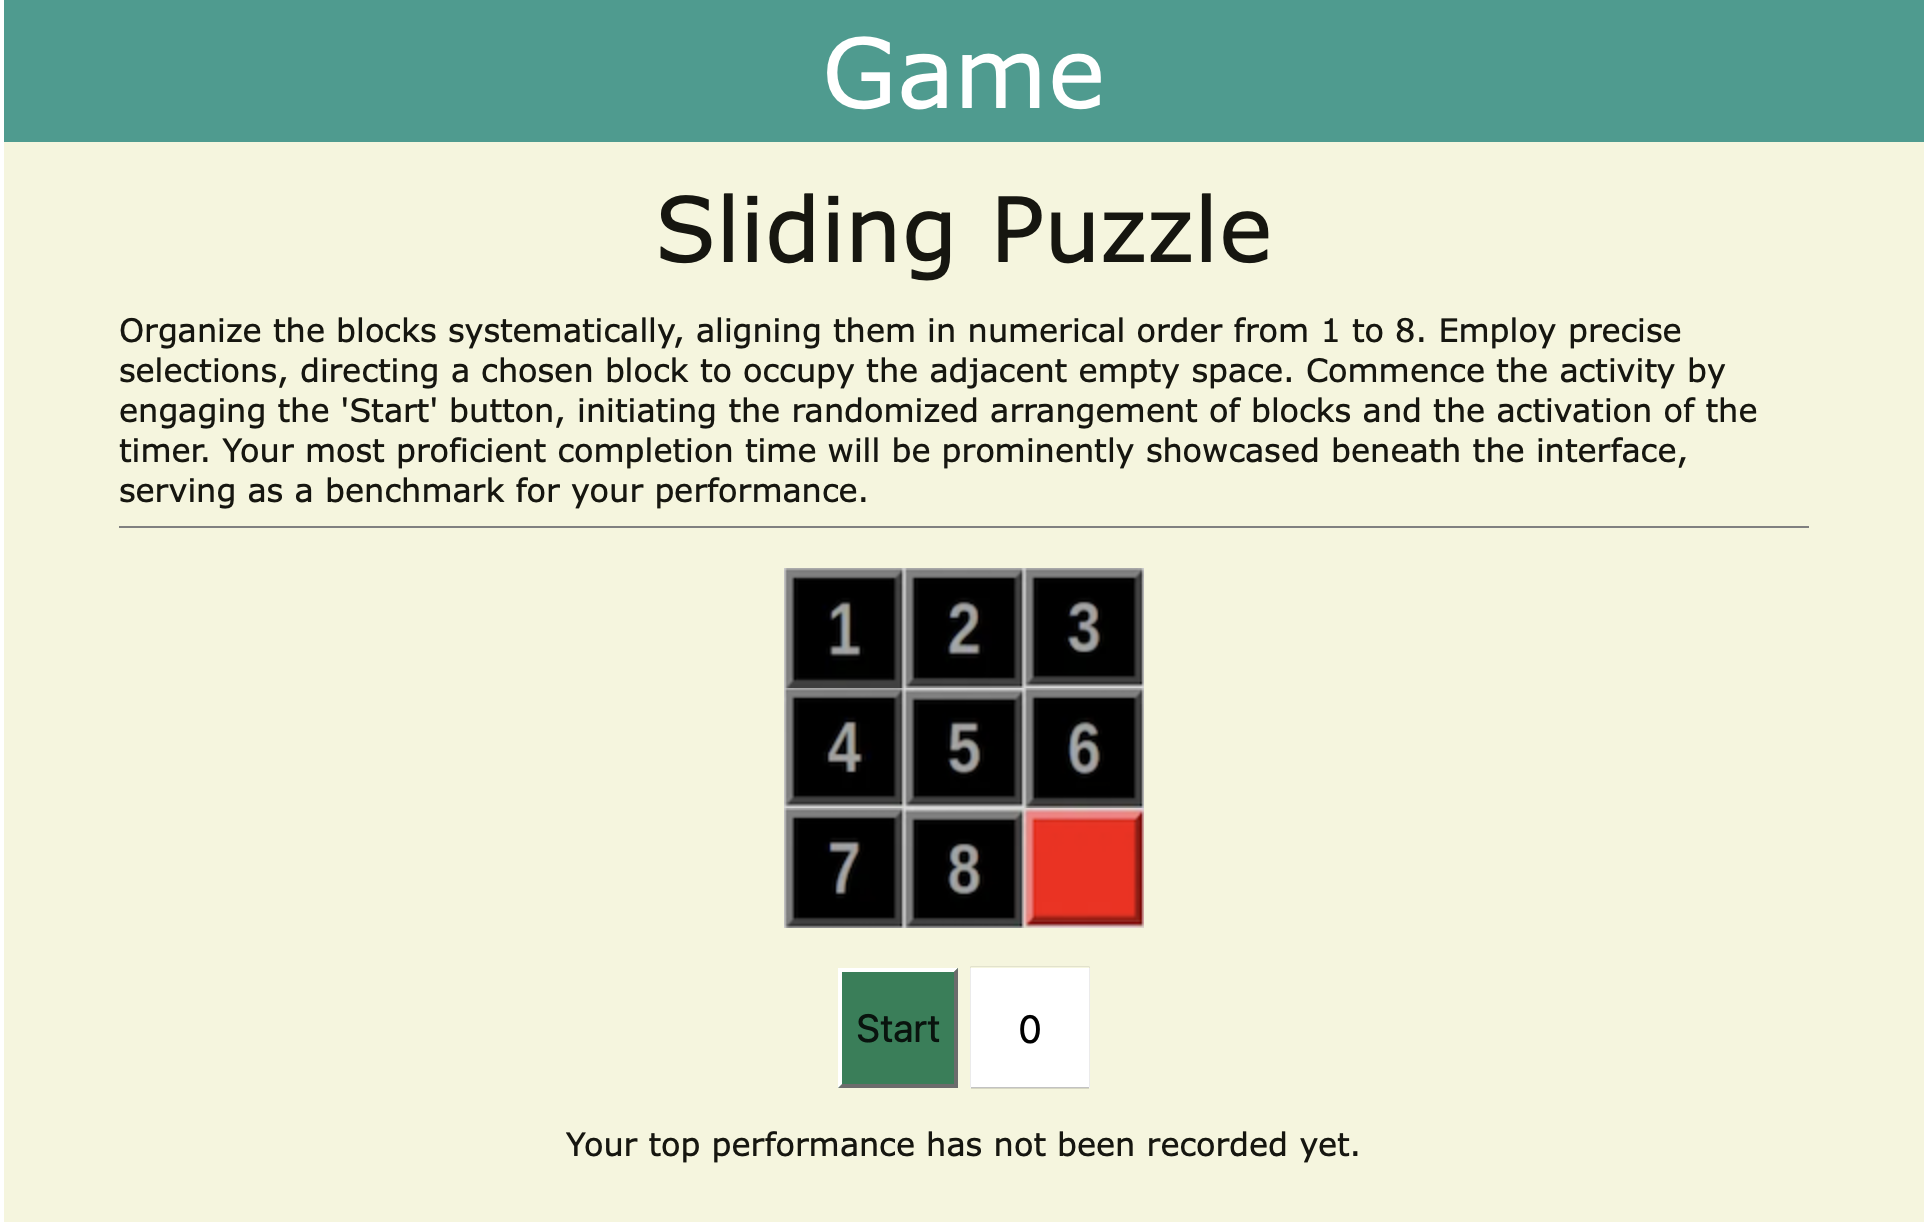 Game
Sliding Puzzle
Organize the blocks systematically, aligning them in numerical order from 1 to 8. Employ precise
selections, directing a chosen block to occupy the adjacent empty space. Commence the activity by
engaging the 'Start' button, initiating the randomized arrangement of blocks and the activation of the
timer. Your most proficient completion time will be prominently showcased beneath the interface,
serving as a benchmark for your performance.
1 2 3
4 5 6
7 8
Start 0
Your top performance has not been recorded yet.